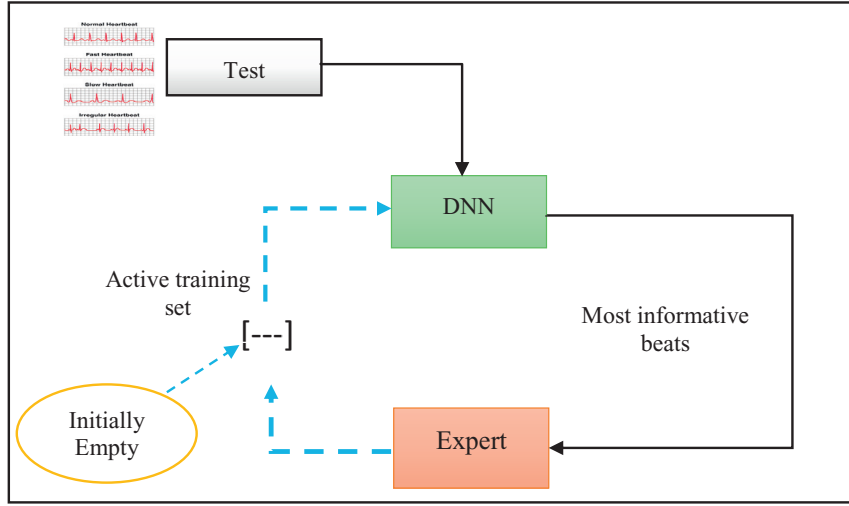 Normal Heartbeat
Fast Heartbeat
Slow Heartbeat
Irregular Heartbeat
Test
DNN
Active training
set
[---]
Most informative
beats
Initially
Empty
Expert